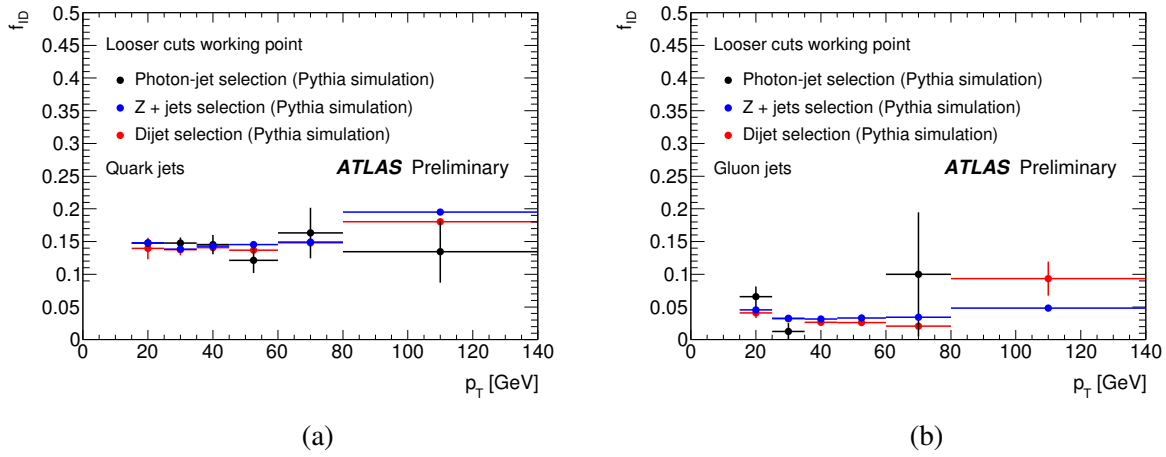 f_ID
0.5
0.45
0.4
0.35
0.3
0.25
0.2
0.15
0.1
0.05
0
Looser cuts working point
Photon-jet selection (Pythia simulation)
Z + jets selection (Pythia simulation)
Dijet selection (Pythia simulation)
Quark jets
ATLAS Preliminary
0 20 40 60 80 100 120 140
p_T [GeV]
(a)
f_ID
0.5
0.45
0.4
0.35
0.3
0.25
0.2
0.15
0.1
0.05
0
Looser cuts working point
Photon-jet selection (Pythia simulation)
Z + jets selection (Pythia simulation)
Dijet selection (Pythia simulation)
Gluon jets
ATLAS Preliminary
0 20 40 60 80 100 120 140
p_T [GeV]
(b)